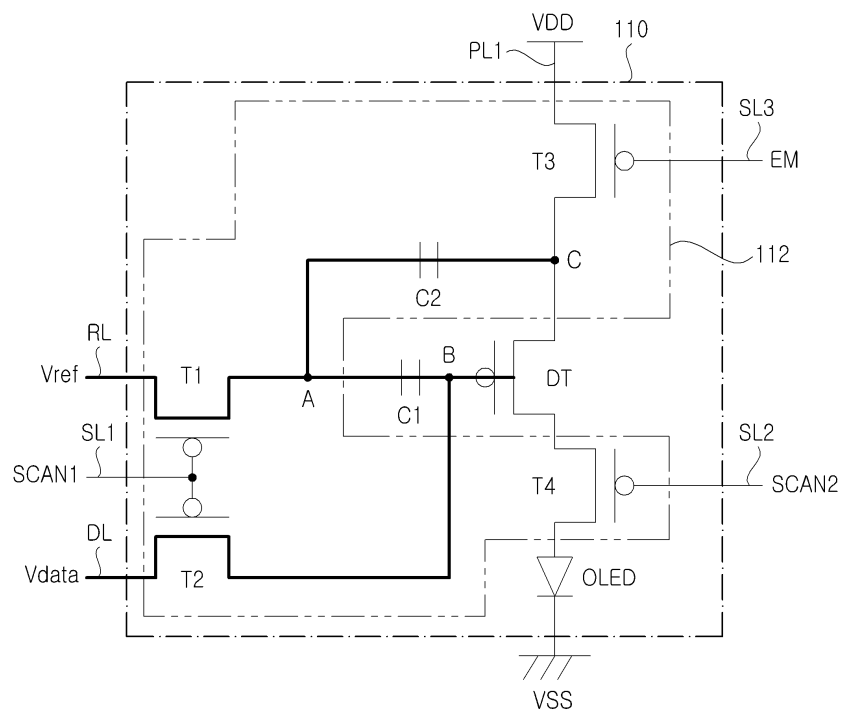 VDD
110
PL1
SL3
T3
EM
C
112
C2
RL
B
Vref
T1
DT
A
C1
SL1
SL2
SCAN1
T4
SCAN2
DL
Vdata
T2
OLED
VSS